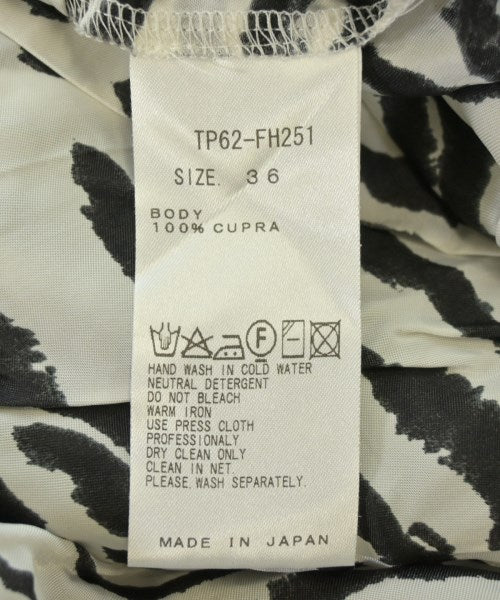 TP62-FH251
SIZE. 36
BODY
100% CUPRA
F
HAND WASH IN COLD WATER
NEUTRAL DETERGENT
DO NOT BLEACH
WARM IRON
USE PRESS CLOTH
PROFESSIONALY
DRY CLEAN ONLY
CLEAN IN NET.
PLEASE.WASH SEPARATELY.
MADE IN JAPAN